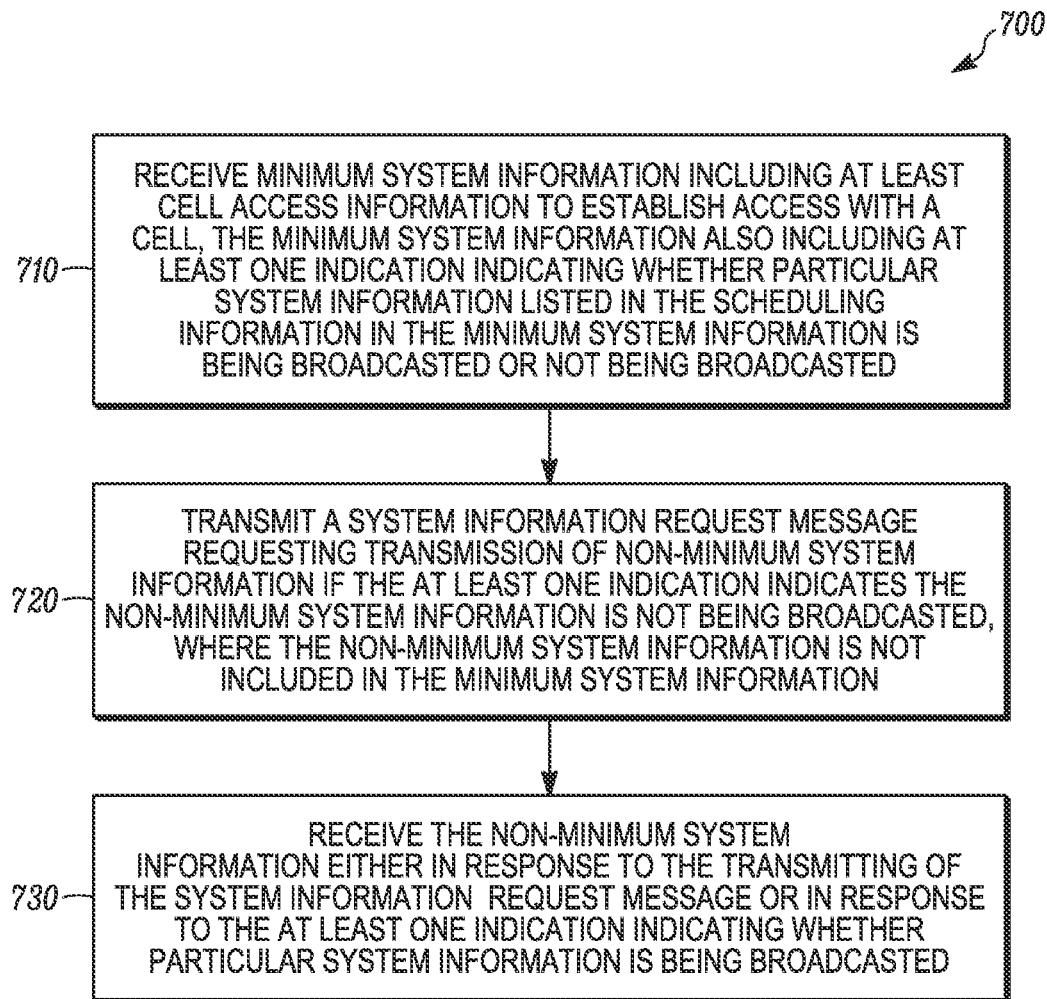 700
RECEIVE MINIMUM SYSTEM INFORMATION INCLUDING AT LEAST
CELL ACCESS INFORMATION TO ESTABLISH ACCESS WITH A
CELL, THE MINIMUM SYSTEM INFORMATION ALSO INCLUDING AT
LEAST ONE INDICATION INDICATING WHETHER PARTICULAR
SYSTEM INFORMATION LISTED IN THE SCHEDULING
INFORMATION IN THE MINIMUM SYSTEM INFORMATION IS
BEING BROADCASTED OR NOT BEING BROADCASTED
710
TRANSMIT A SYSTEM INFORMATION REQUEST MESSAGE
REQUESTING TRANSMISSION OF NON-MINIMUM SYSTEM
INFORMATION IF THE AT LEAST ONE INDICATION INDICATES THE
NON-MINIMUM SYSTEM INFORMATION IS NOT BEING BROADCASTED,
WHERE THE NON-MINIMUM SYSTEM INFORMATION IS NOT
INCLUDED IN THE MINIMUM SYSTEM INFORMATION
720
RECEIVE THE NON-MINIMUM SYSTEM
INFORMATION EITHER IN RESPONSE TO THE TRANSMITTING OF
THE SYSTEM INFORMATION REQUEST MESSAGE OR IN RESPONSE
TO THE AT LEAST ONE INDICATION INDICATING WHETHER
PARTICULAR SYSTEM INFORMATION IS BEING BROADCASTED
730